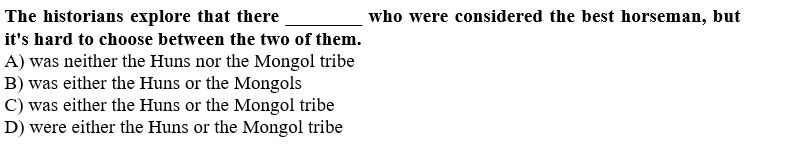 The historians explore that there ________ who were considered the best horseman, but
it's hard to choose between the two of them.
A) was neither the Huns nor the Mongol tribe
B) was either the Huns or the Mongols
C) was either the Huns or the Mongol tribe
D) were either the Huns or the Mongol tribe